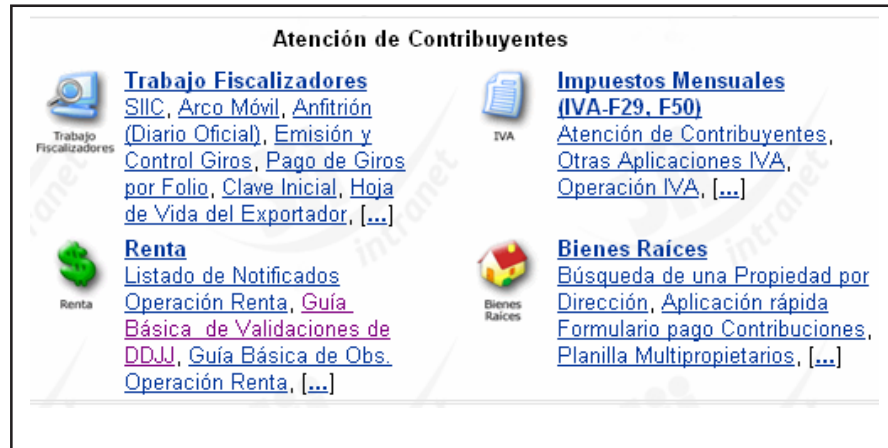 Atención de Contribuyentes
Trabajo Fiscalizadores
SIIC, Arco Móvil, Anfitrión
(Diario Oficial), Emisión y
Control Giros, Pago de Giros
por Folio, Clave Inicial, Hoja
de Vida del Exportador, [...]
Trabajo
Fiscalizadores
Impuestos Mensuales
(IVA-F29, F50)
Atención de Contribuyentes,
Otras Aplicaciones IVA,
Operación IVA, [...]
IVA
Renta
Listado de Notificados
Operación Renta, Guía
Básica de Validaciones de
DDJJ, Guía Básica de Obs.
Operación Renta, [...]
Renta
Bienes Raíces
Búsqueda de una Propiedad por
Dirección, Aplicación rápida
Formulario pago Contribuciones,
Planilla Multipropietarios, [...]
Bienes
Raíces
intranet
intranet